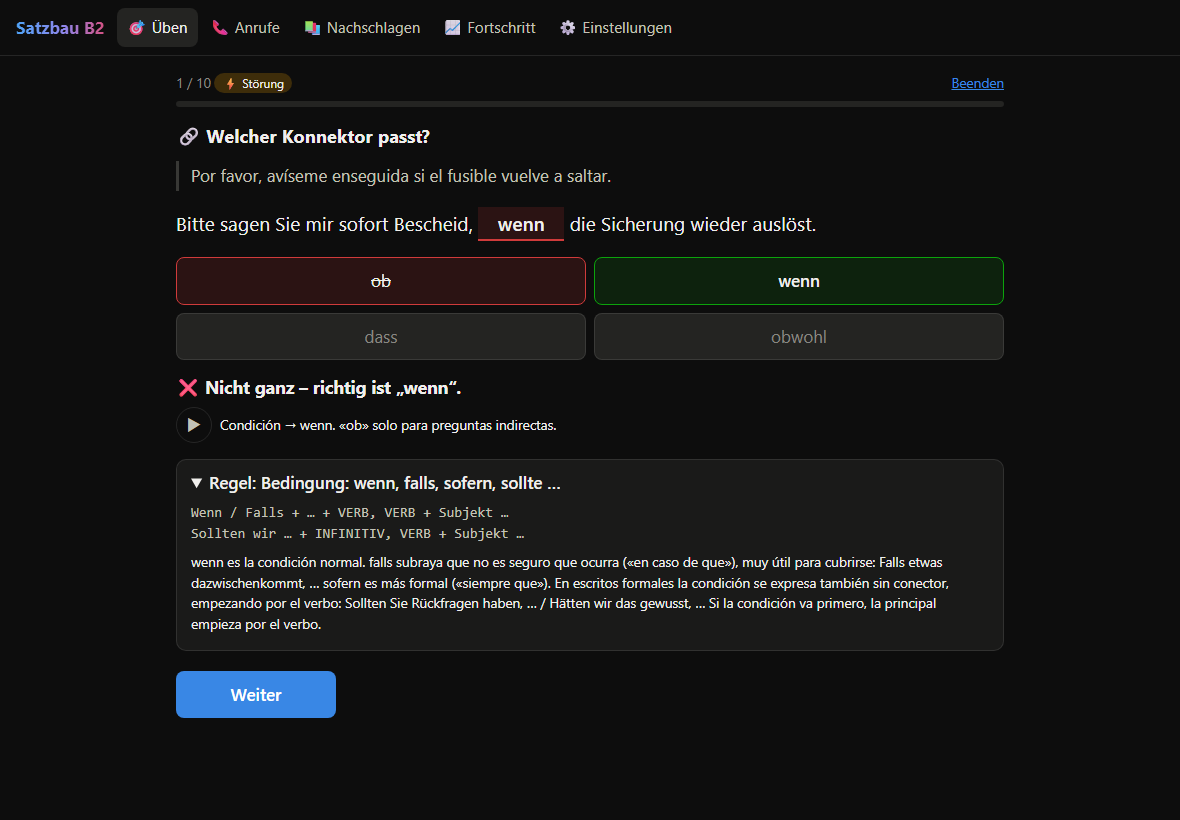 Satzbau B2 Üben Anrufe Nachschlagen Fortschritt Einstellungen
1 / 10 Störung Beenden
Welcher Konnektor passt?
Por favor, avíseme enseguida si el fusible vuelve a saltar.
Bitte sagen Sie mir sofort Bescheid, wenn die Sicherung wieder auslöst.
ob wenn
dass obwohl
Nicht ganz – richtig ist „wenn“.
Condición → wenn. «ob» solo para preguntas indirectas.
Regel: Bedingung: wenn, falls, sofern, sollte …
Wenn / Falls + … + VERB, VERB + Subjekt …
Sollten wir … + INFINITIV, VERB + Subjekt …
wenn es la condición normal. falls subraya que no es seguro que ocurra («en caso de que»), muy útil para cubrirse: Falls etwas
dazwischenkommt, … sofern es más formal («siempre que»). En escritos formales la condición se expresa también sin conector,
empezando por el verbo: Sollten Sie Rückfragen haben, … / Hätten wir das gewusst, … Si la condición va primero, la principal
empieza por el verbo.
Weiter